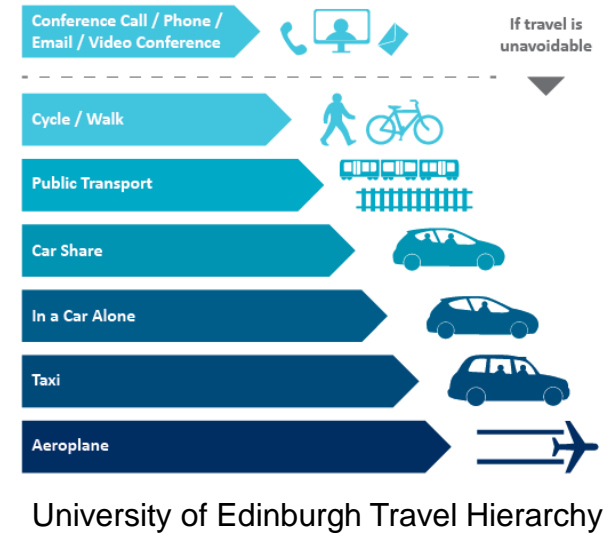 Conference Call / Phone /
Email / Video Conference
If travel is
unavoidable
Cycle / Walk
Public Transport
Car Share
In a Car Alone
Taxi
Aeroplane
University of Edinburgh Travel Hierarchy